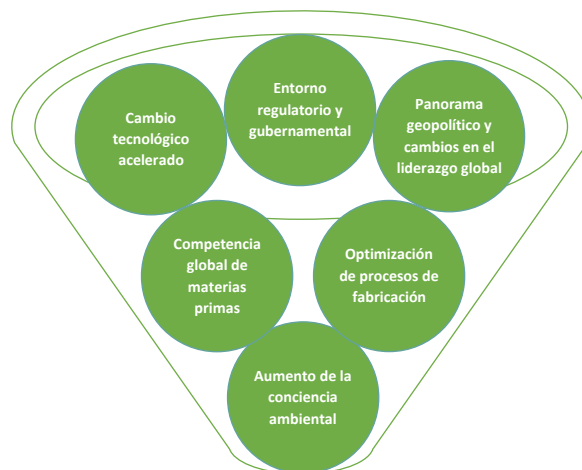 Cambio
tecnológico
acelerado
Entorno
regulatorio y
gubernamental
Panorama
geopolítico y
cambios en el
liderazgo global
Competencia
global de
materias
primas
Optimización
de procesos de
fabricación
Aumento de la
conciencia
ambiental